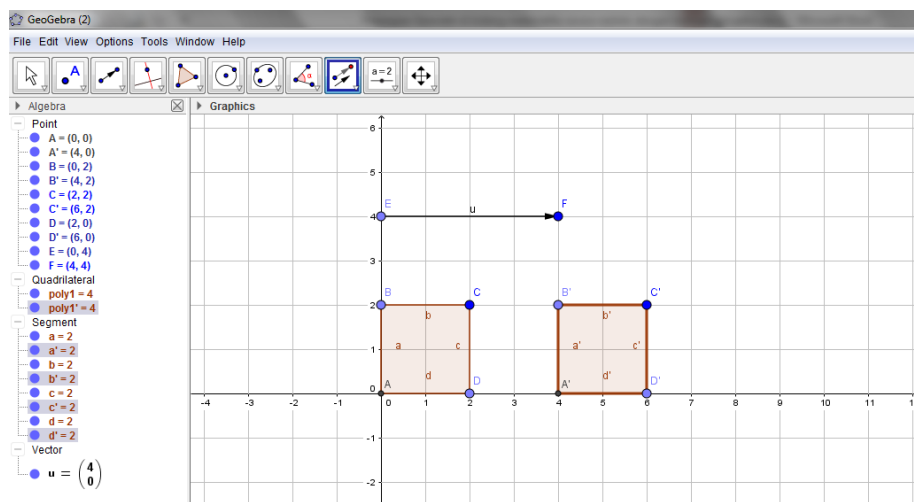 GeoGebra (2)
File Edit View Options Tools Window Help
A α a=2
Algebra
Graphics
Point
A = (0, 0)
A' = (4, 0)
B = (0, 2)
B' = (4, 2)
C = (2, 2)
C' = (6, 2)
D = (2, 0)
D' = (6, 0)
E = (0, 4)
F = (4, 4)
Quadrilateral
poly1 = 4
poly1' = 4
Segment
a = 2
a' = 2
b = 2
b' = 2
c = 2
c' = 2
d = 2
d' = 2
Vector
u = (4
0)
6
5
E F
4 u
3
B C B' C'
2 b b'
1 a c a' c'
d d'
A D A' D'
0
-4 -3 -2 -1 0 1 2 3 4 5 6 7 8 9 10 11
-1
-2